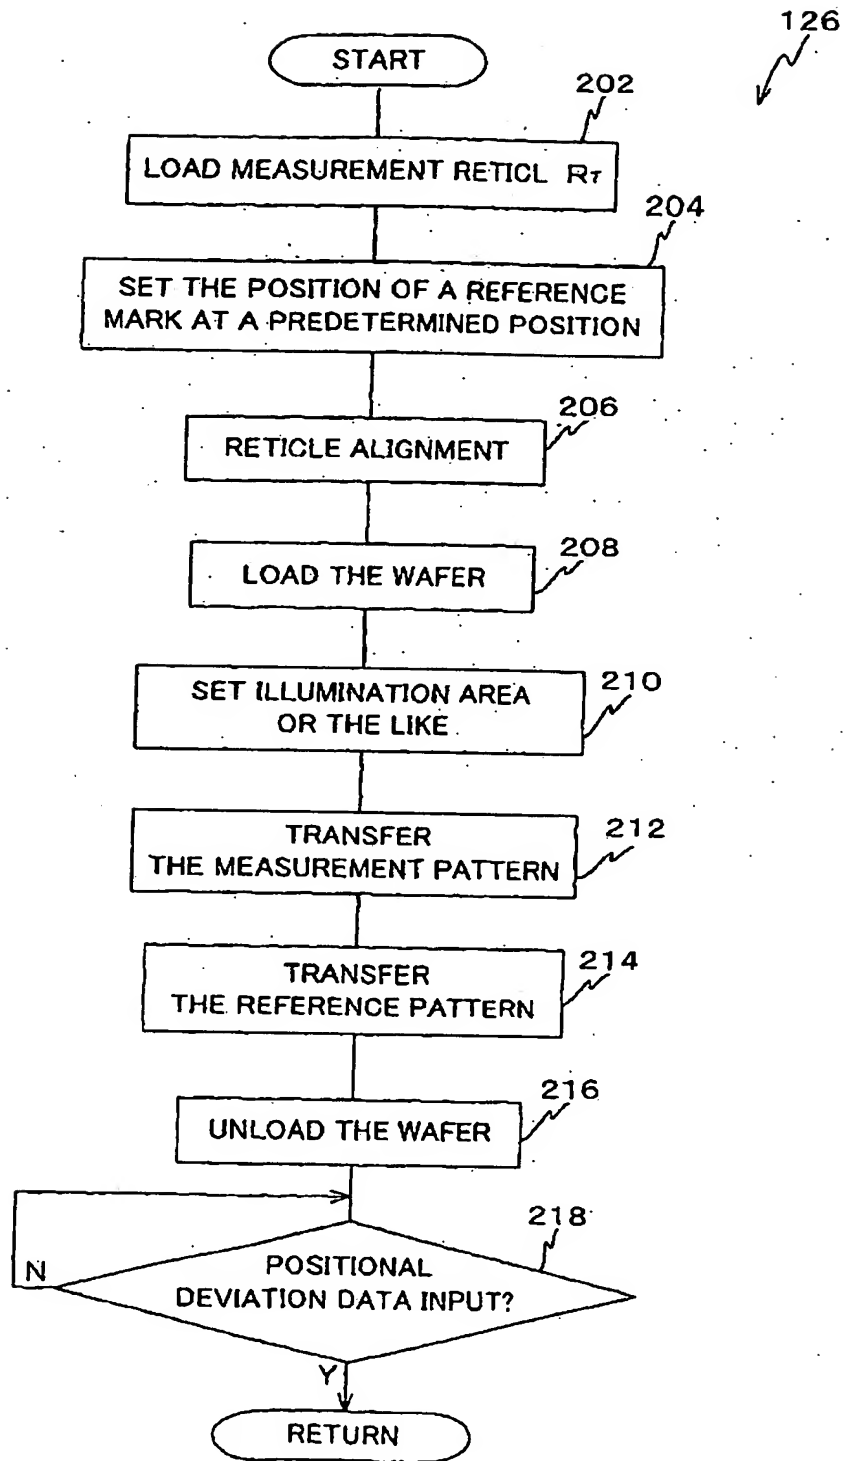 126
START
202
LOAD MEASUREMENT RETICL RT
204
SET THE POSITION OF A REFERENCE
MARK AT A PREDETERMINED POSITION
206
RETICLE ALIGNMENT
208
LOAD THE WAFER
210
SET ILLUMINATION AREA
OR THE LIKE
212
TRANSFER
THE MEASUREMENT PATTERN
214
TRANSFER
THE REFERENCE PATTERN
216
UNLOAD THE WAFER
218
POSITIONAL
DEVIATION DATA INPUT?
N
Y
RETURN